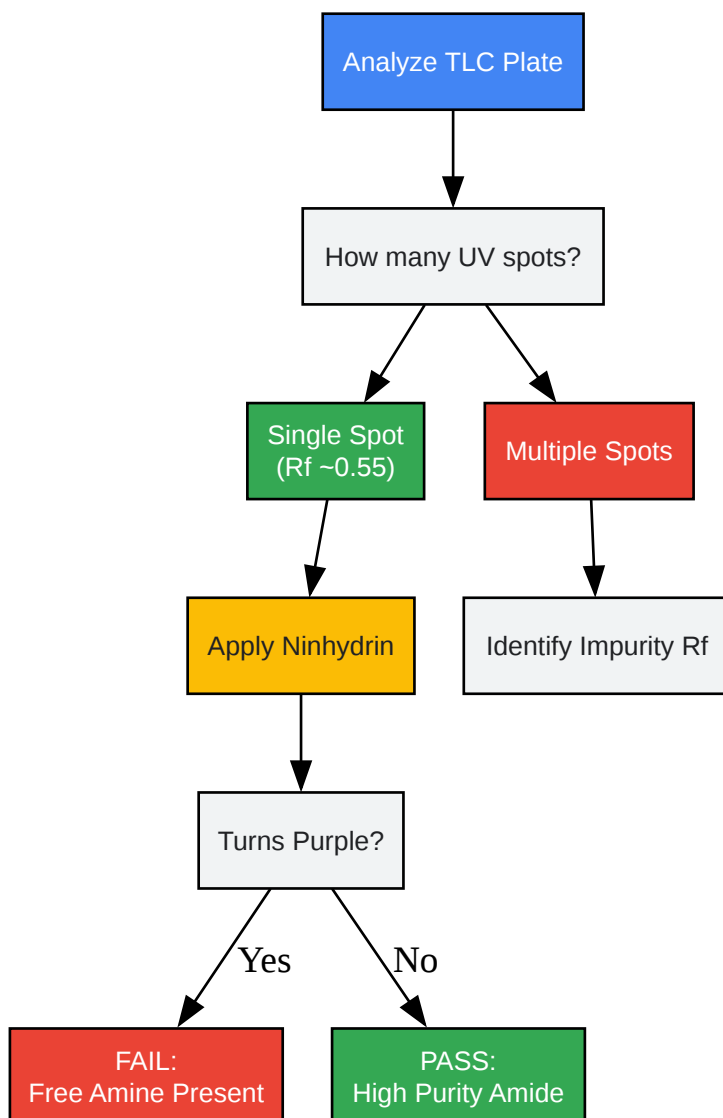 Analyze TLC Plate
How many UV spots?
Single Spot
(Rf ~0.55)
Multiple Spots
Apply Ninhydrin
Identify Impurity Rf
Turns Purple?
Yes
No
FAIL:
Free Amine Present
PASS:
High Purity Amide